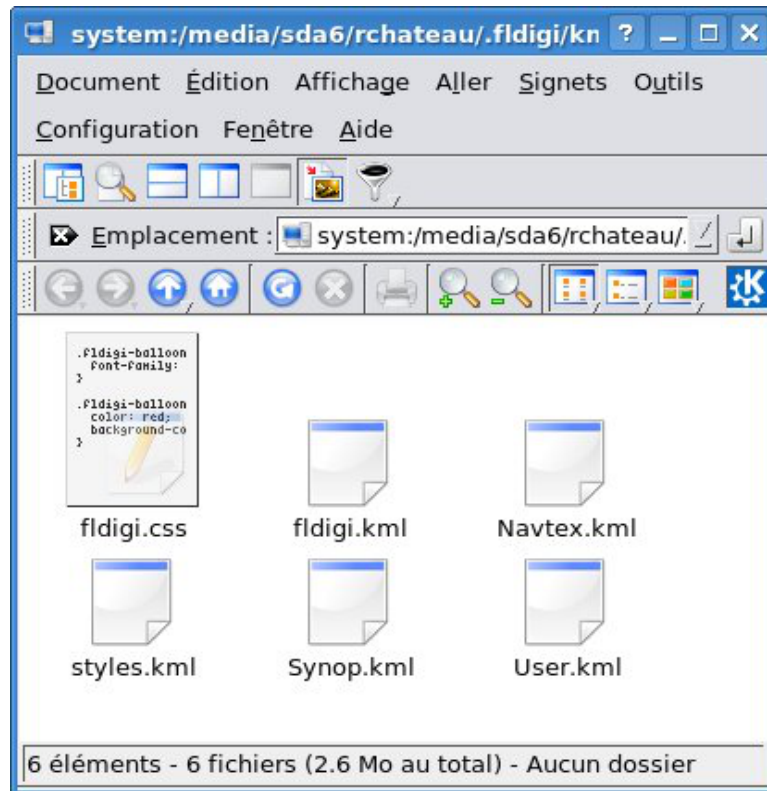 system:/media/sda6/rchateau/.fldigi/kn
Document Édition Affichage Aller Signets Outils
Configuration Fenêtre Aide
Emplacement : system:/media/sda6/rchateau/.
.fldigi-balloon
font-family:
}
.fldigi-balloon
color: red;
background-co
}
fldigi.css fldigi.kml Navtex.kml
styles.kml Synop.kml User.kml
6 éléments - 6 fichiers (2.6 Mo au total) - Aucun dossier